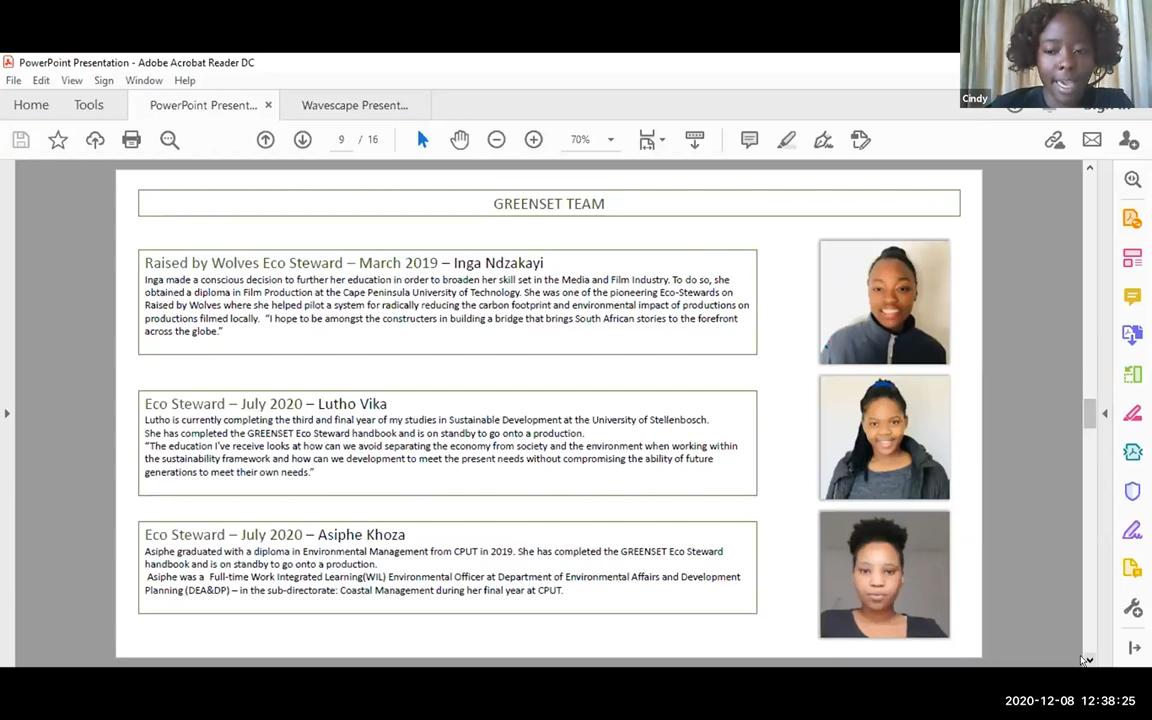 PowerPoint Presentation - Adobe Acrobat Reader DC
File Edit View Sign Window Help
Home Tools PowerPoint Present... × Wavescape Present...
Cindy
9 / 16 70%
GREENSET TEAM
Raised by Wolves Eco Steward – March 2019 – Inga Ndzakayi
Inga made a conscious decision to further her education in order to broaden her skill set in the Media and Film Industry. To do so, she
obtained a diploma in Film Production at the Cape Peninsula University of Technology. She was one of the pioneering Eco-Stewards on
Raised by Wolves where she helped pilot a system for radically reducing the carbon footprint and environmental impact of productions on
productions filmed locally. "I hope to be amongst the constructers in building a bridge that brings South African stories to the forefront
across the globe."
Eco Steward – July 2020 – Lutho Vika
Lutho is currently completing the third and final year of my studies in Sustainable Development at the University of Stellenbosch.
She has completed the GREENSET Eco Steward handbook and is on standby to go onto a production.
"The education I've receive looks at how can we avoid separating the economy from society and the environment when working within
the sustainability framework and how can we development to meet the present needs without compromising the ability of future
generations to meet their own needs."
Eco Steward – July 2020 – Asiphe Khoza
Asiphe graduated with a diploma in Environmental Management from CPUT in 2019. She has completed the GREENSET Eco Steward
handbook and is on standby to go onto a production.
Asiphe was a Full-time Work Integrated Learning(WIL) Environmental Officer at Department of Environmental Affairs and Development
Planning (DEA&DP) – in the sub-directorate: Coastal Management during her final year at CPUT.
2020-12-08 12:38:25